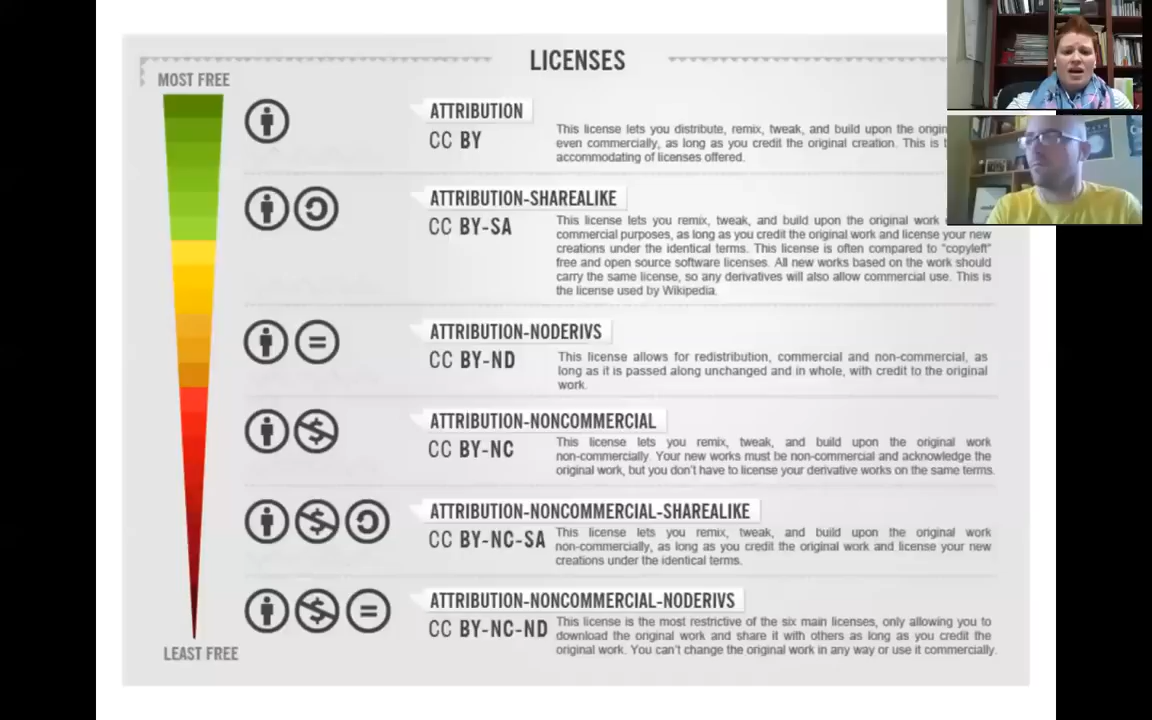 LICENSES
MOST FREE
ATTRIBUTION
CC BY
This license lets you distribute, remix, tweak, and build upon the
even commercially, as long as you credit the original creation. This is
accommodating of licenses offered.
ATTRIBUTION-SHAREALIKE
CC BY-SA
This license lets you remix, tweak, and build upon the original work
commercial purposes, as long as you credit the original work and license your new
creations under the identical terms. This license is often compared to "copyleft"
free and open source software licenses. All new works based on the work should
carry the same license, so any derivatives will also allow commercial use. This is
the license used by Wikipedia.
ATTRIBUTION-NODERIVS
CC BY-ND
This license allows for redistribution, commercial and non-commercial, as
long as it is passed along unchanged and in whole, with credit to the original
work.
ATTRIBUTION-NONCOMMERCIAL
CC BY-NC
This license lets you remix, tweak, and build upon the original work
non-commercially. Your new works must be non-commercial and acknowledge the
original work, but you don't have to license your derivative works on the same terms.
ATTRIBUTION-NONCOMMERCIAL-SHAREALIKE
CC BY-NC-SA
This license lets you remix, tweak, and build upon the original work
non-commercially, as long as you credit the original work and license your new
creations under the identical terms.
ATTRIBUTION-NONCOMMERCIAL-NODERIVS
CC BY-NC-ND
This license is the most restrictive of the six main licenses, only allowing you to
download the original work and share it with others as long as you credit the
original work. You can't change the original work in any way or use it commercially.
LEAST FREE